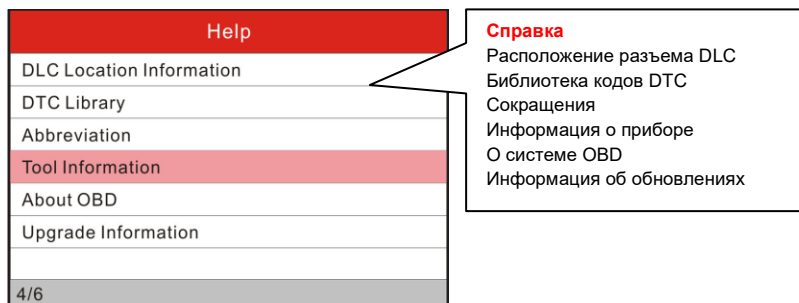 Help
DLC Location Information
DTC Library
Abbreviation
Tool Information
About OBD
Upgrade Information
4/6
Справка
Расположение разъема DLC
Библиотека кодов DTC
Сокращения
Информация о приборе
О системе OBD
Информация об обновлениях